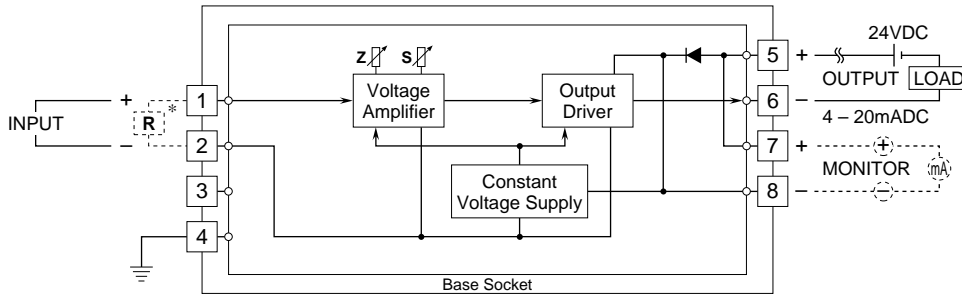 24VDC
Z S
1 5 + OUTPUT LOAD
INPUT + R * Voltage Amplifier Output Driver 6 –
4 – 20mADC
– 2 7 + + MONITOR mA
3 Constant Voltage Supply 8 – –
4
Base Socket